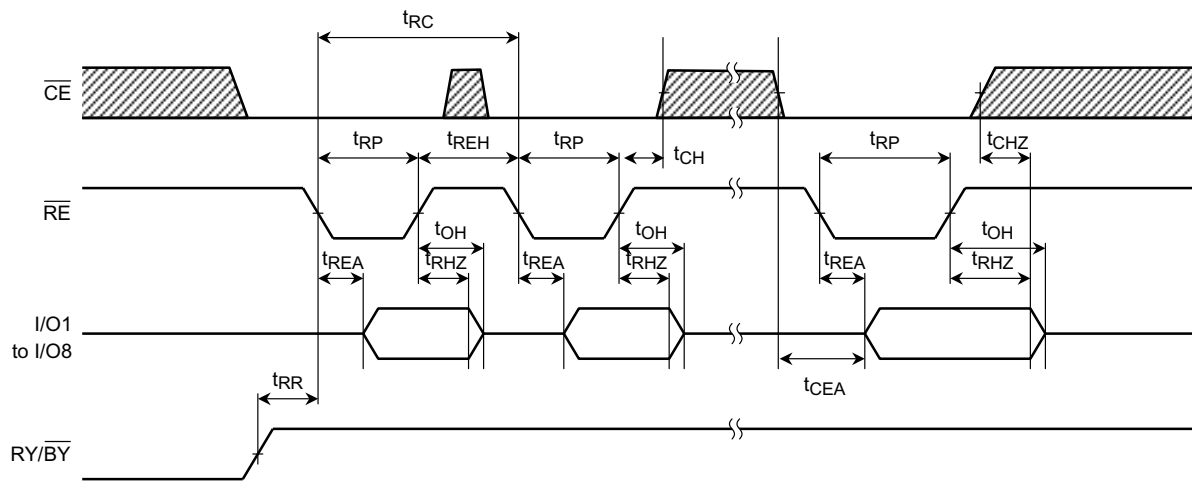 tRC
CE
tRP tREH tRP tCH tRP tCHZ
RE
tOH tOH tOH
tREA tRHZ tREA tRHZ tREA tRHZ
I/O1
to I/O8
tCEA
tRR
RY/BY